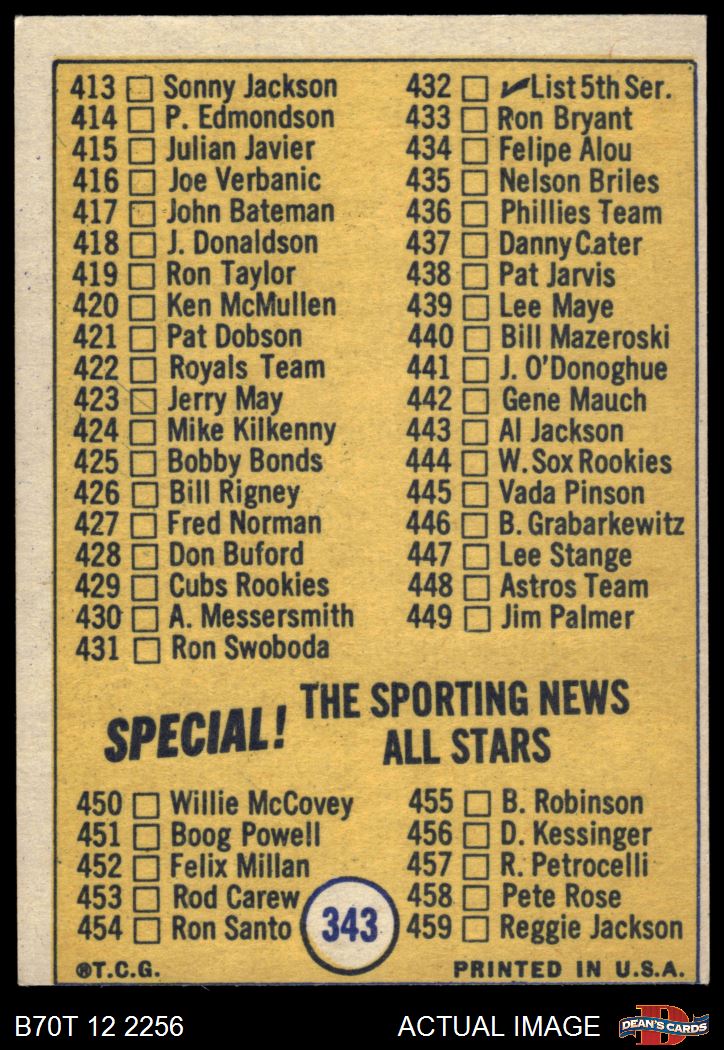 413 Sonny Jackson
414 P. Edmondson
415 Julian Javier
416 Joe Verbanic
417 John Bateman
418 J. Donaldson
419 Ron Taylor
420 Ken McMullen
421 Pat Dobson
422 Royals Team
423 Jerry May
424 Mike Kilkenny
425 Bobby Bonds
426 Bill Rigney
427 Fred Norman
428 Don Buford
429 Cubs Rookies
430 A. Messersmith
431 Ron Swoboda
432 ✓List 5th Ser.
433 Ron Bryant
434 Felipe Alou
435 Nelson Briles
436 Phillies Team
437 Danny Cater
438 Pat Jarvis
439 Lee Maye
440 Bill Mazeroski
441 J. O'Donoghue
442 Gene Mauch
443 Al Jackson
444 W. Sox Rookies
445 Vada Pinson
446 B. Grabarkewitz
447 Lee Stange
448 Astros Team
449 Jim Palmer
SPECIAL!
THE SPORTING NEWS
ALL STARS
450 Willie McCovey
451 Boog Powell
452 Felix Millan
453 Rod Carew
454 Ron Santo
455 B. Robinson
456 D. Kessinger
457 R. Petrocelli
458 Pete Rose
459 Reggie Jackson
343
®T.C.G.
PRINTED IN U.S.A.
B70T 12 2256
ACTUAL IMAGE
D
DEAN'S CARDS